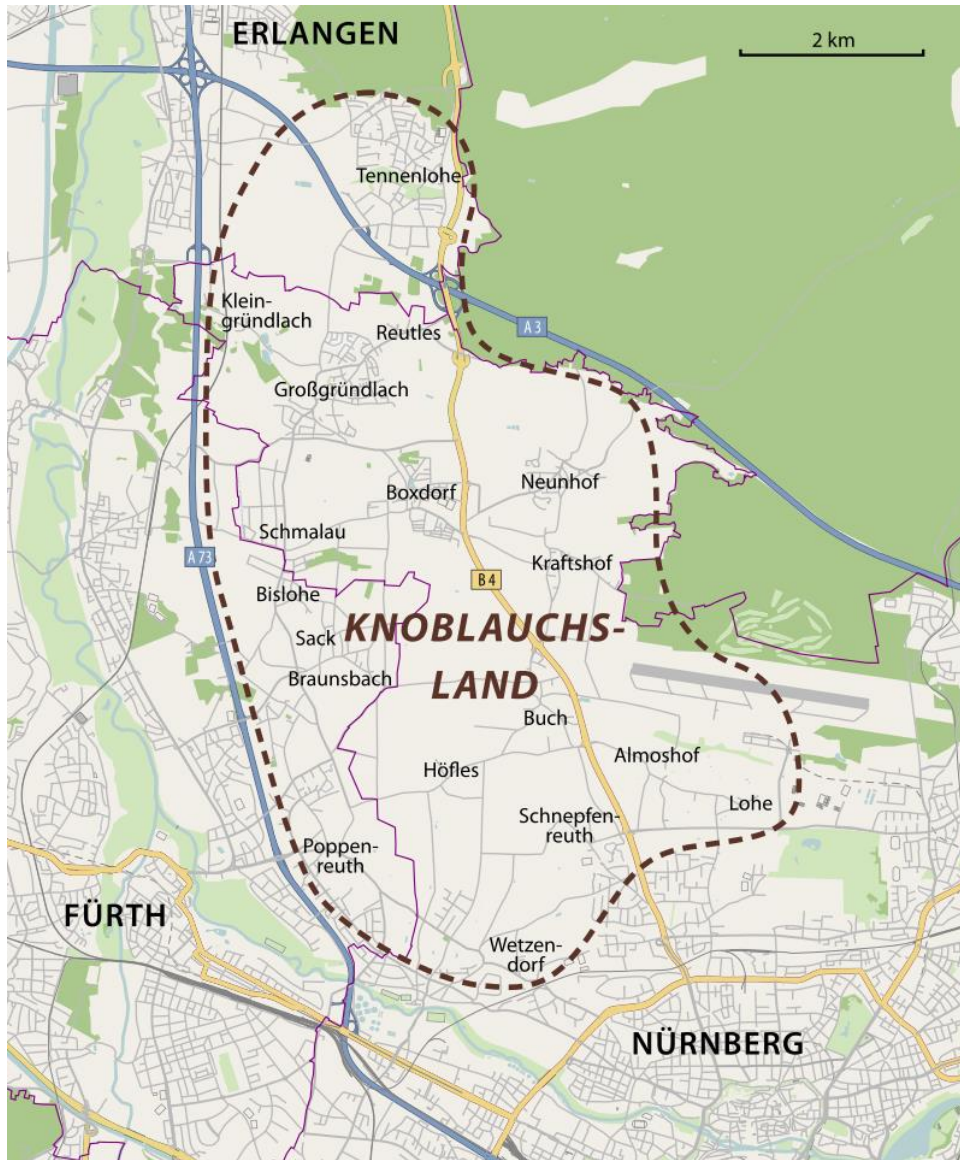 ERLANGEN
2 km
Tennenlohe
Klein-
gründlach
A 3
Reutles
Großgründlach
Neunhof
Boxdorf
Schmalau
A 73
Kraftshof
B 4
Bislohe
KNOBLAUCHS-
LAND
Sack
Braunsbach
Buch
Almoshof
Höfles
Lohe
Schnepfen-
reuth
Poppen-
reuth
FÜRTH
Wetzen-
dorf
NÜRNBERG